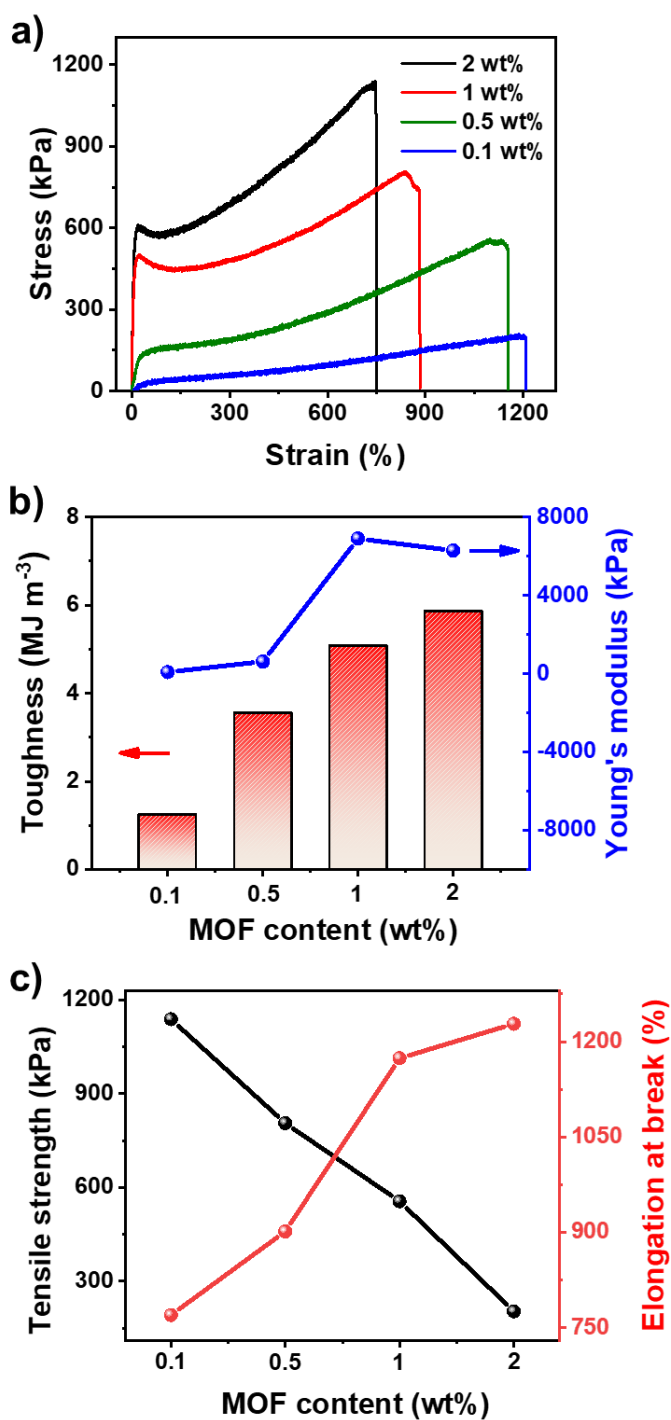 a)
1200
900
600
300
0
Stress (kPa)
2 wt%
1 wt%
0.5 wt%
0.1 wt%
0 300 600 900 1200
Strain (%)
b)
8
6
4
2
0
Toughness (MJ m⁻³)
8000
4000
0
-4000
-8000
Young's modulus (kPa)
0.1 0.5 1 2
MOF content (wt%)
c)
1200
900
600
300
Tensile strength (kPa)
1200
1050
900
750
Elongation at break (%)
0.1 0.5 1 2
MOF content (wt%)